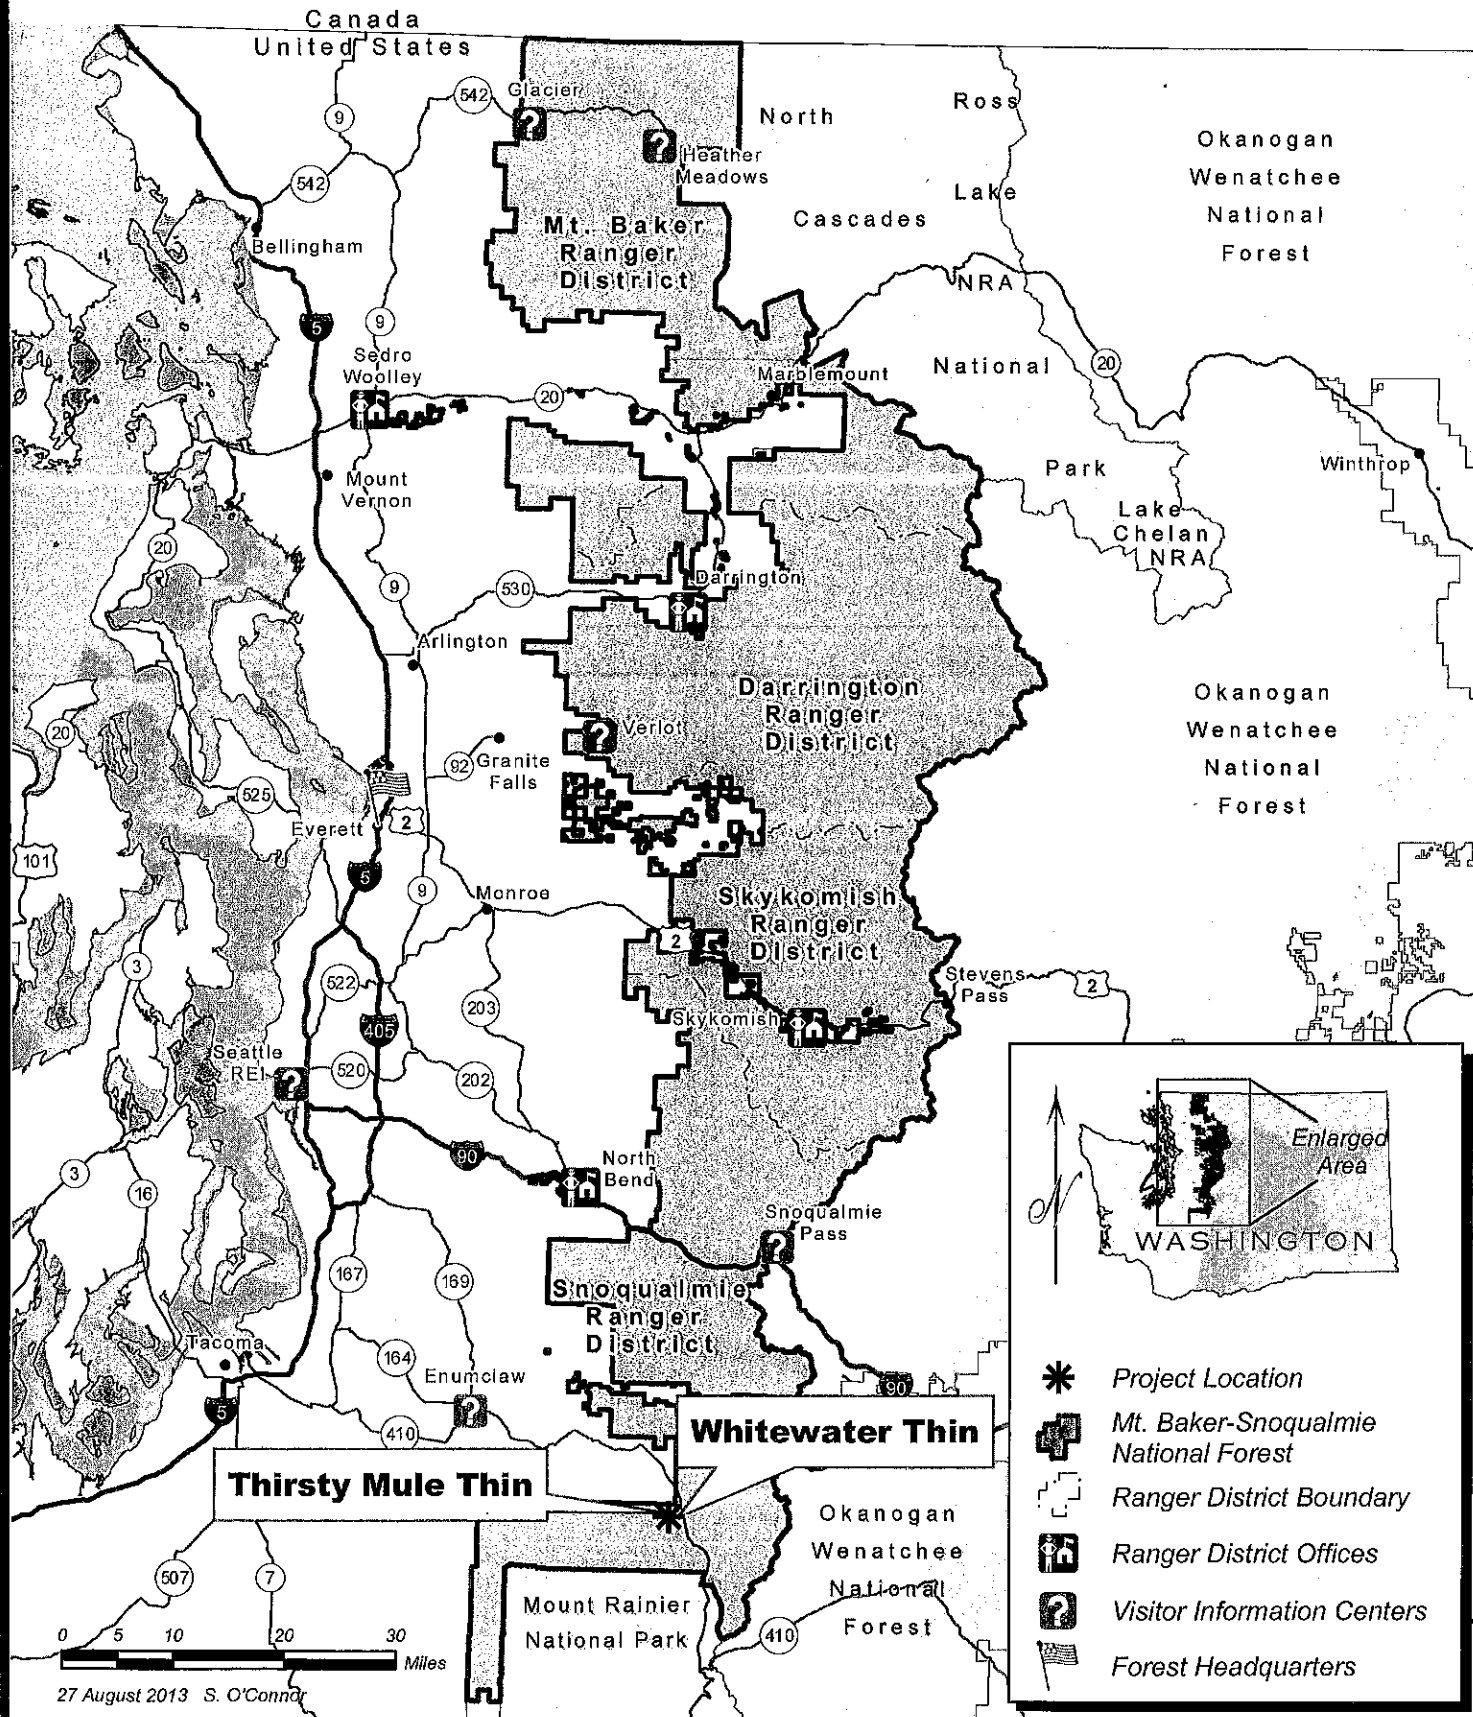 Canada
United States
Glacier
542
9
North
Ross
Okanogan
Wenatchee
National
Forest
Heather
Meadows
542
Lake
Cascades
Mt. Baker
Ranger
District
Bellingham
NRA
5
9
Sedro
Woolley
20
Marblemount
National
20
Mount
Vernon
Park
Winthrop
Lake
Chelan
NRA
20
9
530
Darrington
Arlington
Darrington
Ranger
District
Okanogan
Wenatchee
National
Forest
20
Verlot
92
Granite
Falls
525
Everett
2
101
5
9
Monroe
Skykomish
Ranger
District
2
3
522
203
Stevens
Pass
2
Skykomish
405
Seattle
REI
520
202
90
North
Bend
3
16
Snoqualmie
Pass
167
169
Snoqualmie
Ranger
District
Tacoma
164
Enumclaw
90
5
410
Whitewater Thin
Thirsty Mule Thin
Okanogan
Wenatchee
National
Forest
507
7
Mount Rainier
National Park
410
0 5 10 20 30
Miles
27 August 2013 S. O'Connor
N
Enlarged
Area
WASHINGTON
Project Location
Mt. Baker-Snoqualmie
National Forest
Ranger District Boundary
Ranger District Offices
Visitor Information Centers
Forest Headquarters